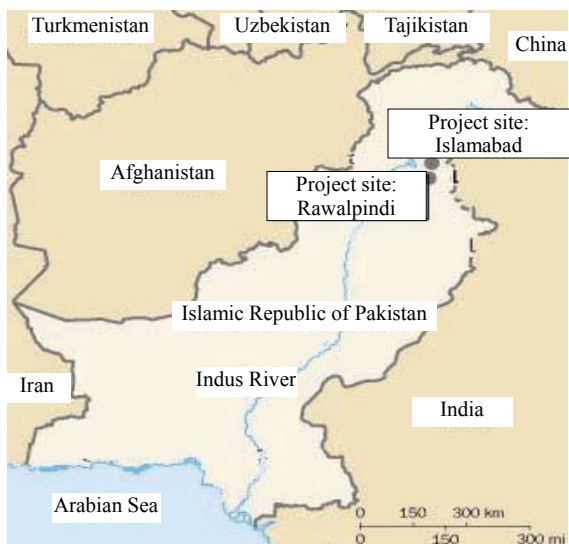 Turkmenistan
Uzbekistan
Tajikistan
China
Project site:
Islamabad
Afghanistan
Project site:
Rawalpindi
Islamic Republic of Pakistan
Iran
Indus River
India
Arabian Sea
0 150 300 km
0 150 300 mi